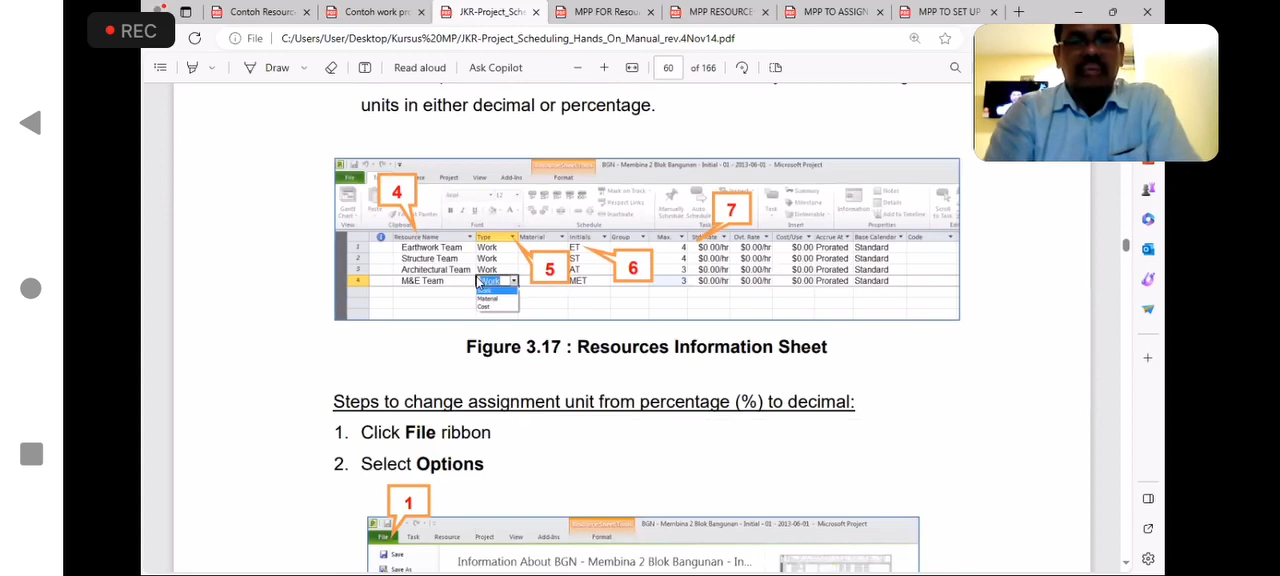 REC
Contoh Resourc
Contoh work pr
JKR-Project_Sche
MPP FOR Resou
MPP RESOURCE
MPP TO ASSIGN
MPP TO SET UP
File
C:/Users/User/Desktop/Kursus%20MP/JKR-Project_Scheduling_Hands_On_Manual_rev.4Nov14.pdf
Draw
Read aloud
Ask Copilot
60
of 166
units in either decimal or percentage.
BGN - Membina 2 Blok Bangunan - Initial - 01 - 2013-06-01 - Microsoft Project
File
Project
View
Add-Ins
Format
4
7
Resource Name
Type
Material
Initials
Group
Max.
Ovt. Rate
Cost/Use
Accrue At
Base Calendar
Code
1
Earthwork Team
Work
ET
4
$0.00/hr
$0.00/hr
$0.00
Prorated
Standard
2
Structure Team
Work
ST
4
$0.00/hr
$0.00/hr
$0.00
Prorated
Standard
3
Architectural Team
Work
AT
3
$0.00/hr
$0.00/hr
$0.00
Prorated
Standard
4
M&E Team
Work
MET
3
$0.00/hr
$0.00/hr
$0.00
Prorated
Standard
5
6
Work
Material
Cost
Figure 3.17 : Resources Information Sheet
Steps to change assignment unit from percentage (%) to decimal:
1. Click File ribbon
2. Select Options
1
BGN - Membina 2 Blok Bangunan - Initial - 01 - 2013-06-01 - Microsoft Project
File
Task
Resource
Project
View
Add-Ins
Format
Save
Save As
Information About BGN - Membina 2 Blok Bangunan - In...